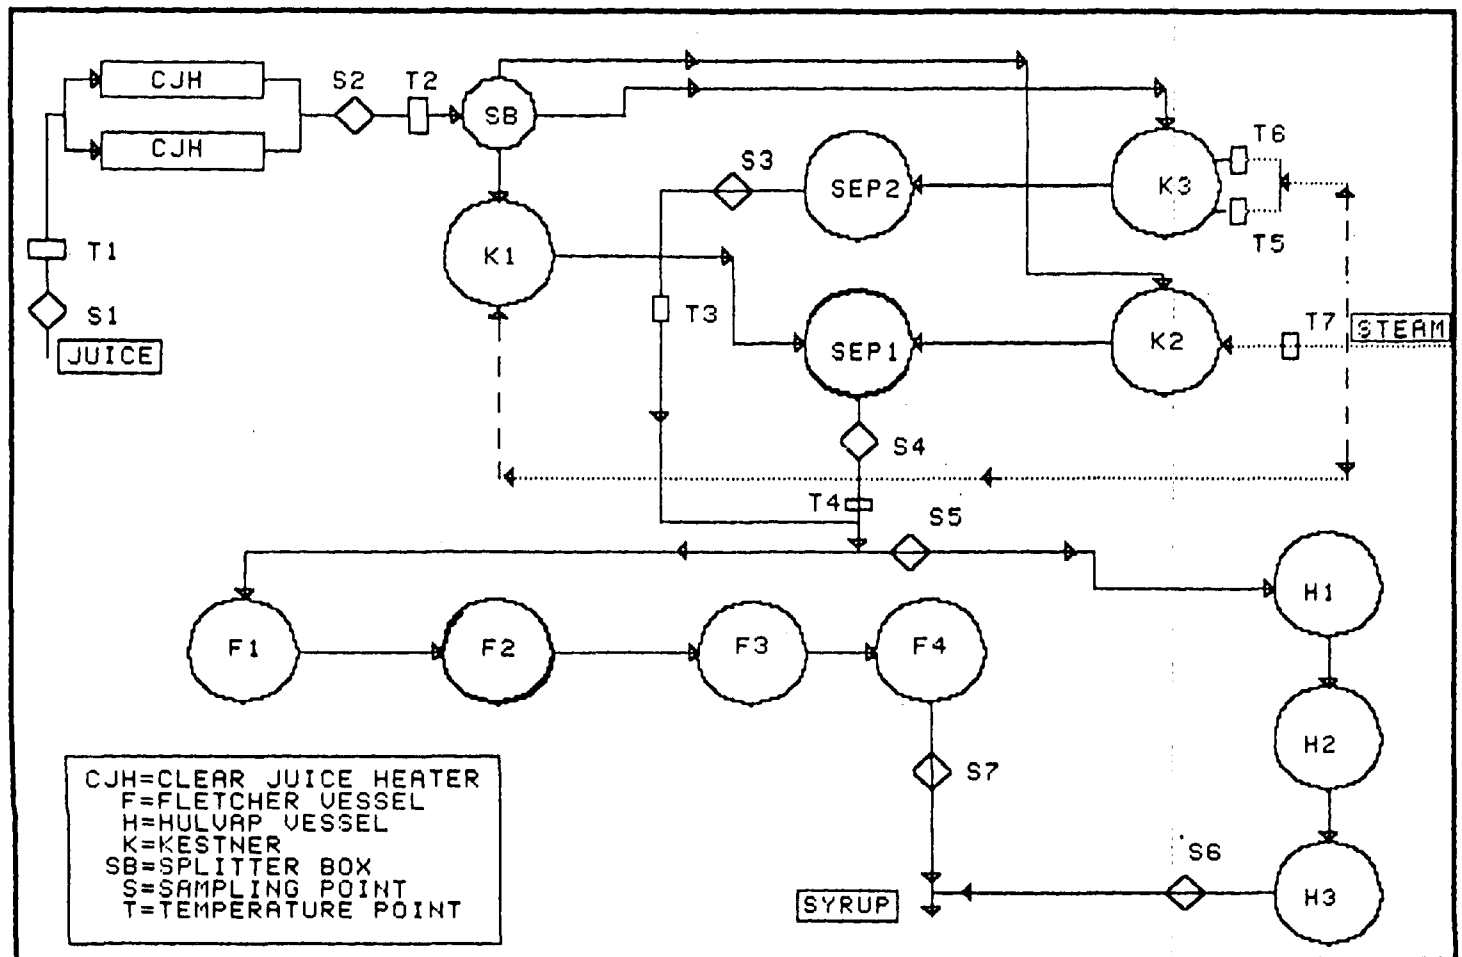 CJH
S2
T2
CJH
SB
S3
SEP2
K3
T6
T5
T1
K1
S1
JUICE
T3
SEP1
K2
T7
STEAM
S4
T4
S5
H1
F1
F2
F3
F4
H2
S7
CJH=CLEAR JUICE HEATER
F=FLETCHER VESSEL
H=HULVAP VESSEL
K=KESTNER
SB=SPLITTER BOX
S=SAMPLING POINT
T=TEMPERATURE POINT
S6
SYRUP
H3